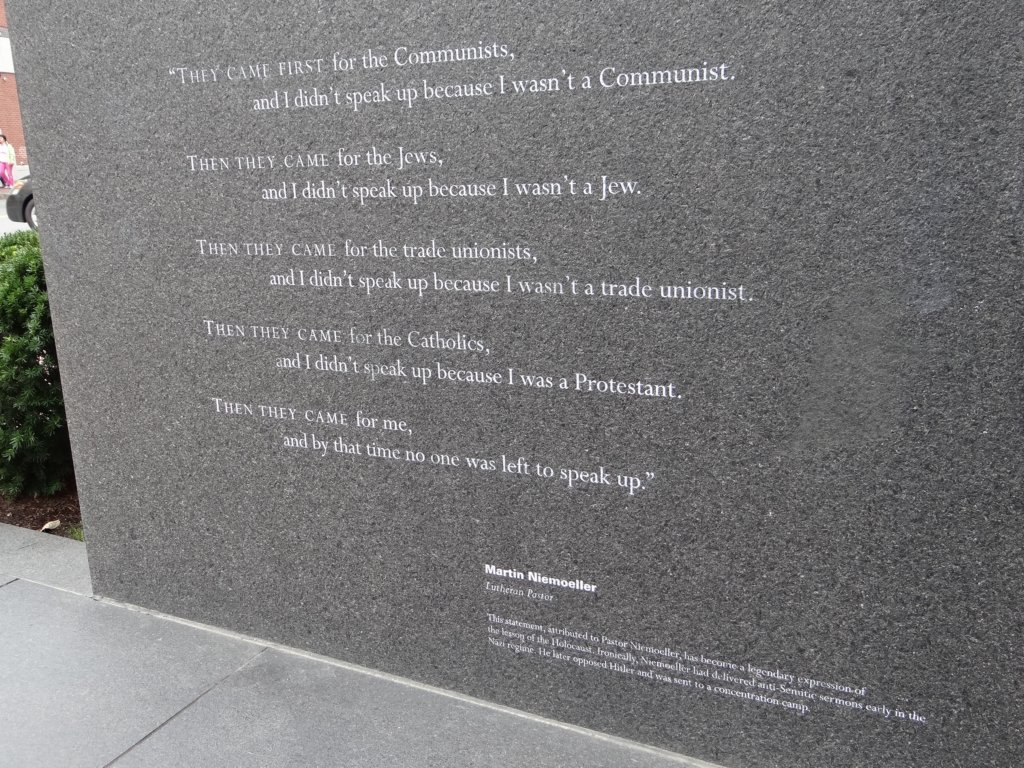 “THEY CAME FIRST for the Communists,
and I didn’t speak up because I wasn’t a Communist.
THEN THEY CAME for the Jews,
and I didn’t speak up because I wasn’t a Jew.
THEN THEY CAME for the trade unionists,
and I didn’t speak up because I wasn’t a trade unionist.
THEN THEY CAME for the Catholics,
and I didn’t speak up because I was a Protestant.
THEN THEY CAME for me,
and by that time no one was left to speak up.”
Martin Niemoeller
Lutheran Pastor
This statement, attributed to Pastor Niemoeller, has become a legendary expression of
the lesson of the Holocaust. Ironically, Niemoeller had delivered anti-Semitic sermons early in the
Nazi regime. He later opposed Hitler and was sent to a concentration camp.